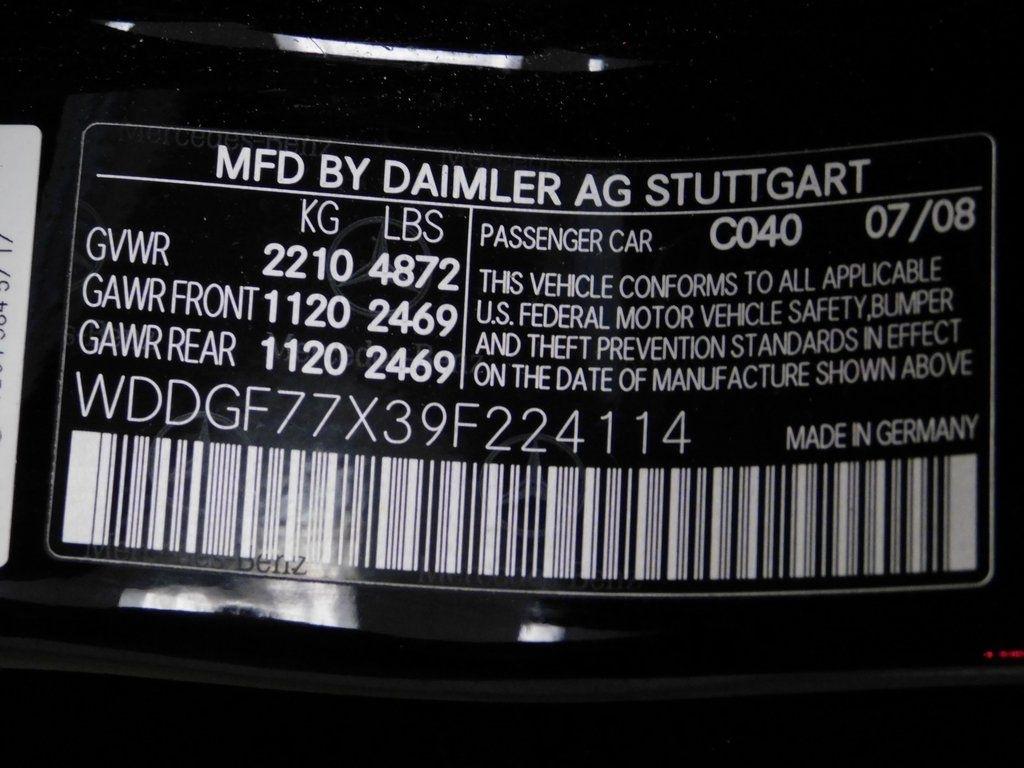 MFD BY DAIMLER AG STUTTGART
KG LBS
GVWR 2210 4872
GAWR FRONT 1120 2469
GAWR REAR 1120 2469
PASSENGER CAR C040 07/08
THIS VEHICLE CONFORMS TO ALL APPLICABLE
U.S. FEDERAL MOTOR VEHICLE SAFETY,BUMPER
AND THEFT PREVENTION STANDARDS IN EFFECT
ON THE DATE OF MANUFACTURE SHOWN ABOVE
WDDGF77X39F224114
MADE IN GERMANY
Mercedes-Benz